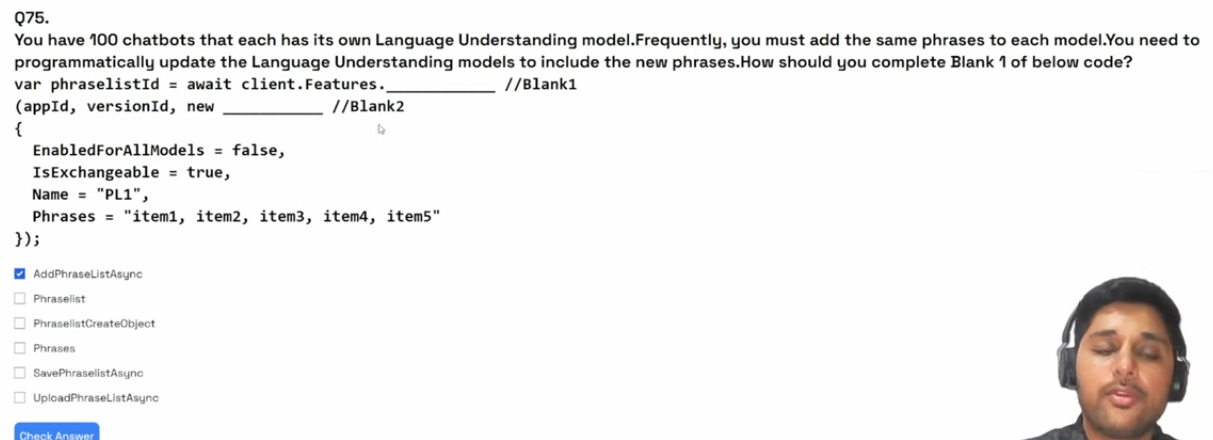 Q75.
You have 100 chatbots that each has its own Language Understanding model.Frequently, you must add the same phrases to each model.You need to
programmatically update the Language Understanding models to include the new phrases.How should you complete Blank 1 of below code?
var phraselistId = await client.Features.__________ //Blank1
(appId, versionId, new _________ //Blank2
{
EnabledForAllModels = false,
IsExchangeable = true,
Name = "PL1",
Phrases = "item1, item2, item3, item4, item5"
});
AddPhraseListAsync
Phraselist
PhraselistCreateObject
Phrases
SavePhraselistAsync
UploadPhraseListAsync
Check Answer